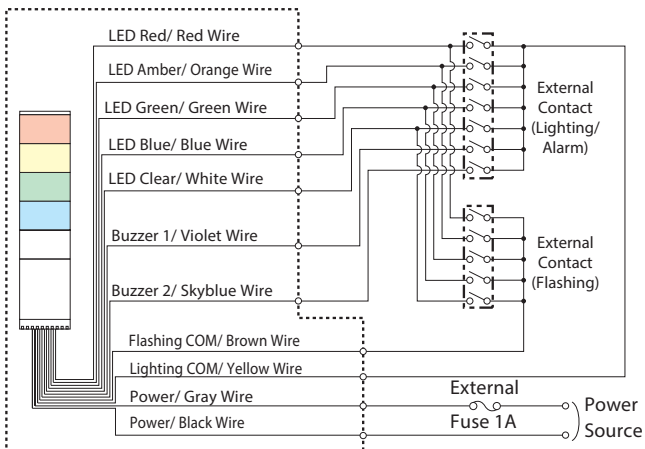 LED Red/ Red Wire
LED Amber/ Orange Wire
LED Green/ Green Wire
LED Blue/ Blue Wire
LED Clear/ White Wire
Buzzer 1/ Violet Wire
Buzzer 2/ Skyblue Wire
Flashing COM/ Brown Wire
Lighting COM/ Yellow Wire
Power/ Gray Wire
Power/ Black Wire
External
Contact
(Lighting/
Alarm)
External
Contact
(Flashing)
External
Fuse 1A
Power
Source